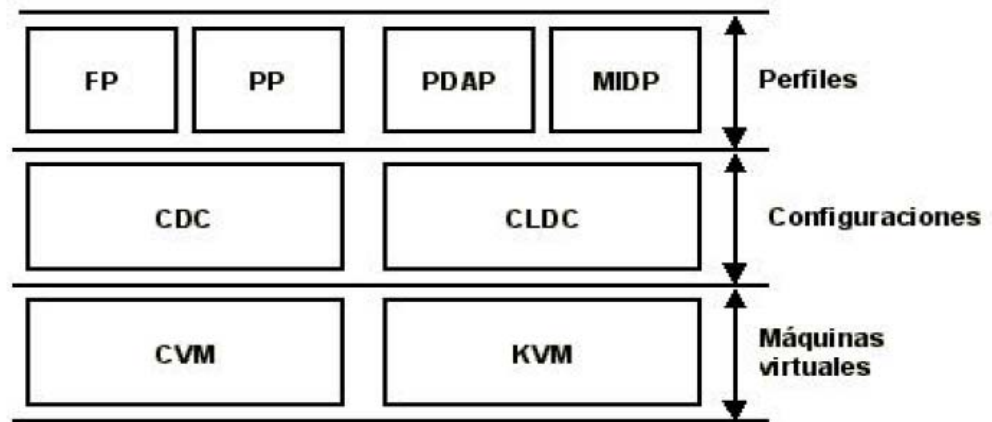 FP PP PDAP MIDP Perfiles
CDC CLDC Configuraciones
CVM KVM Máquinas
virtuales